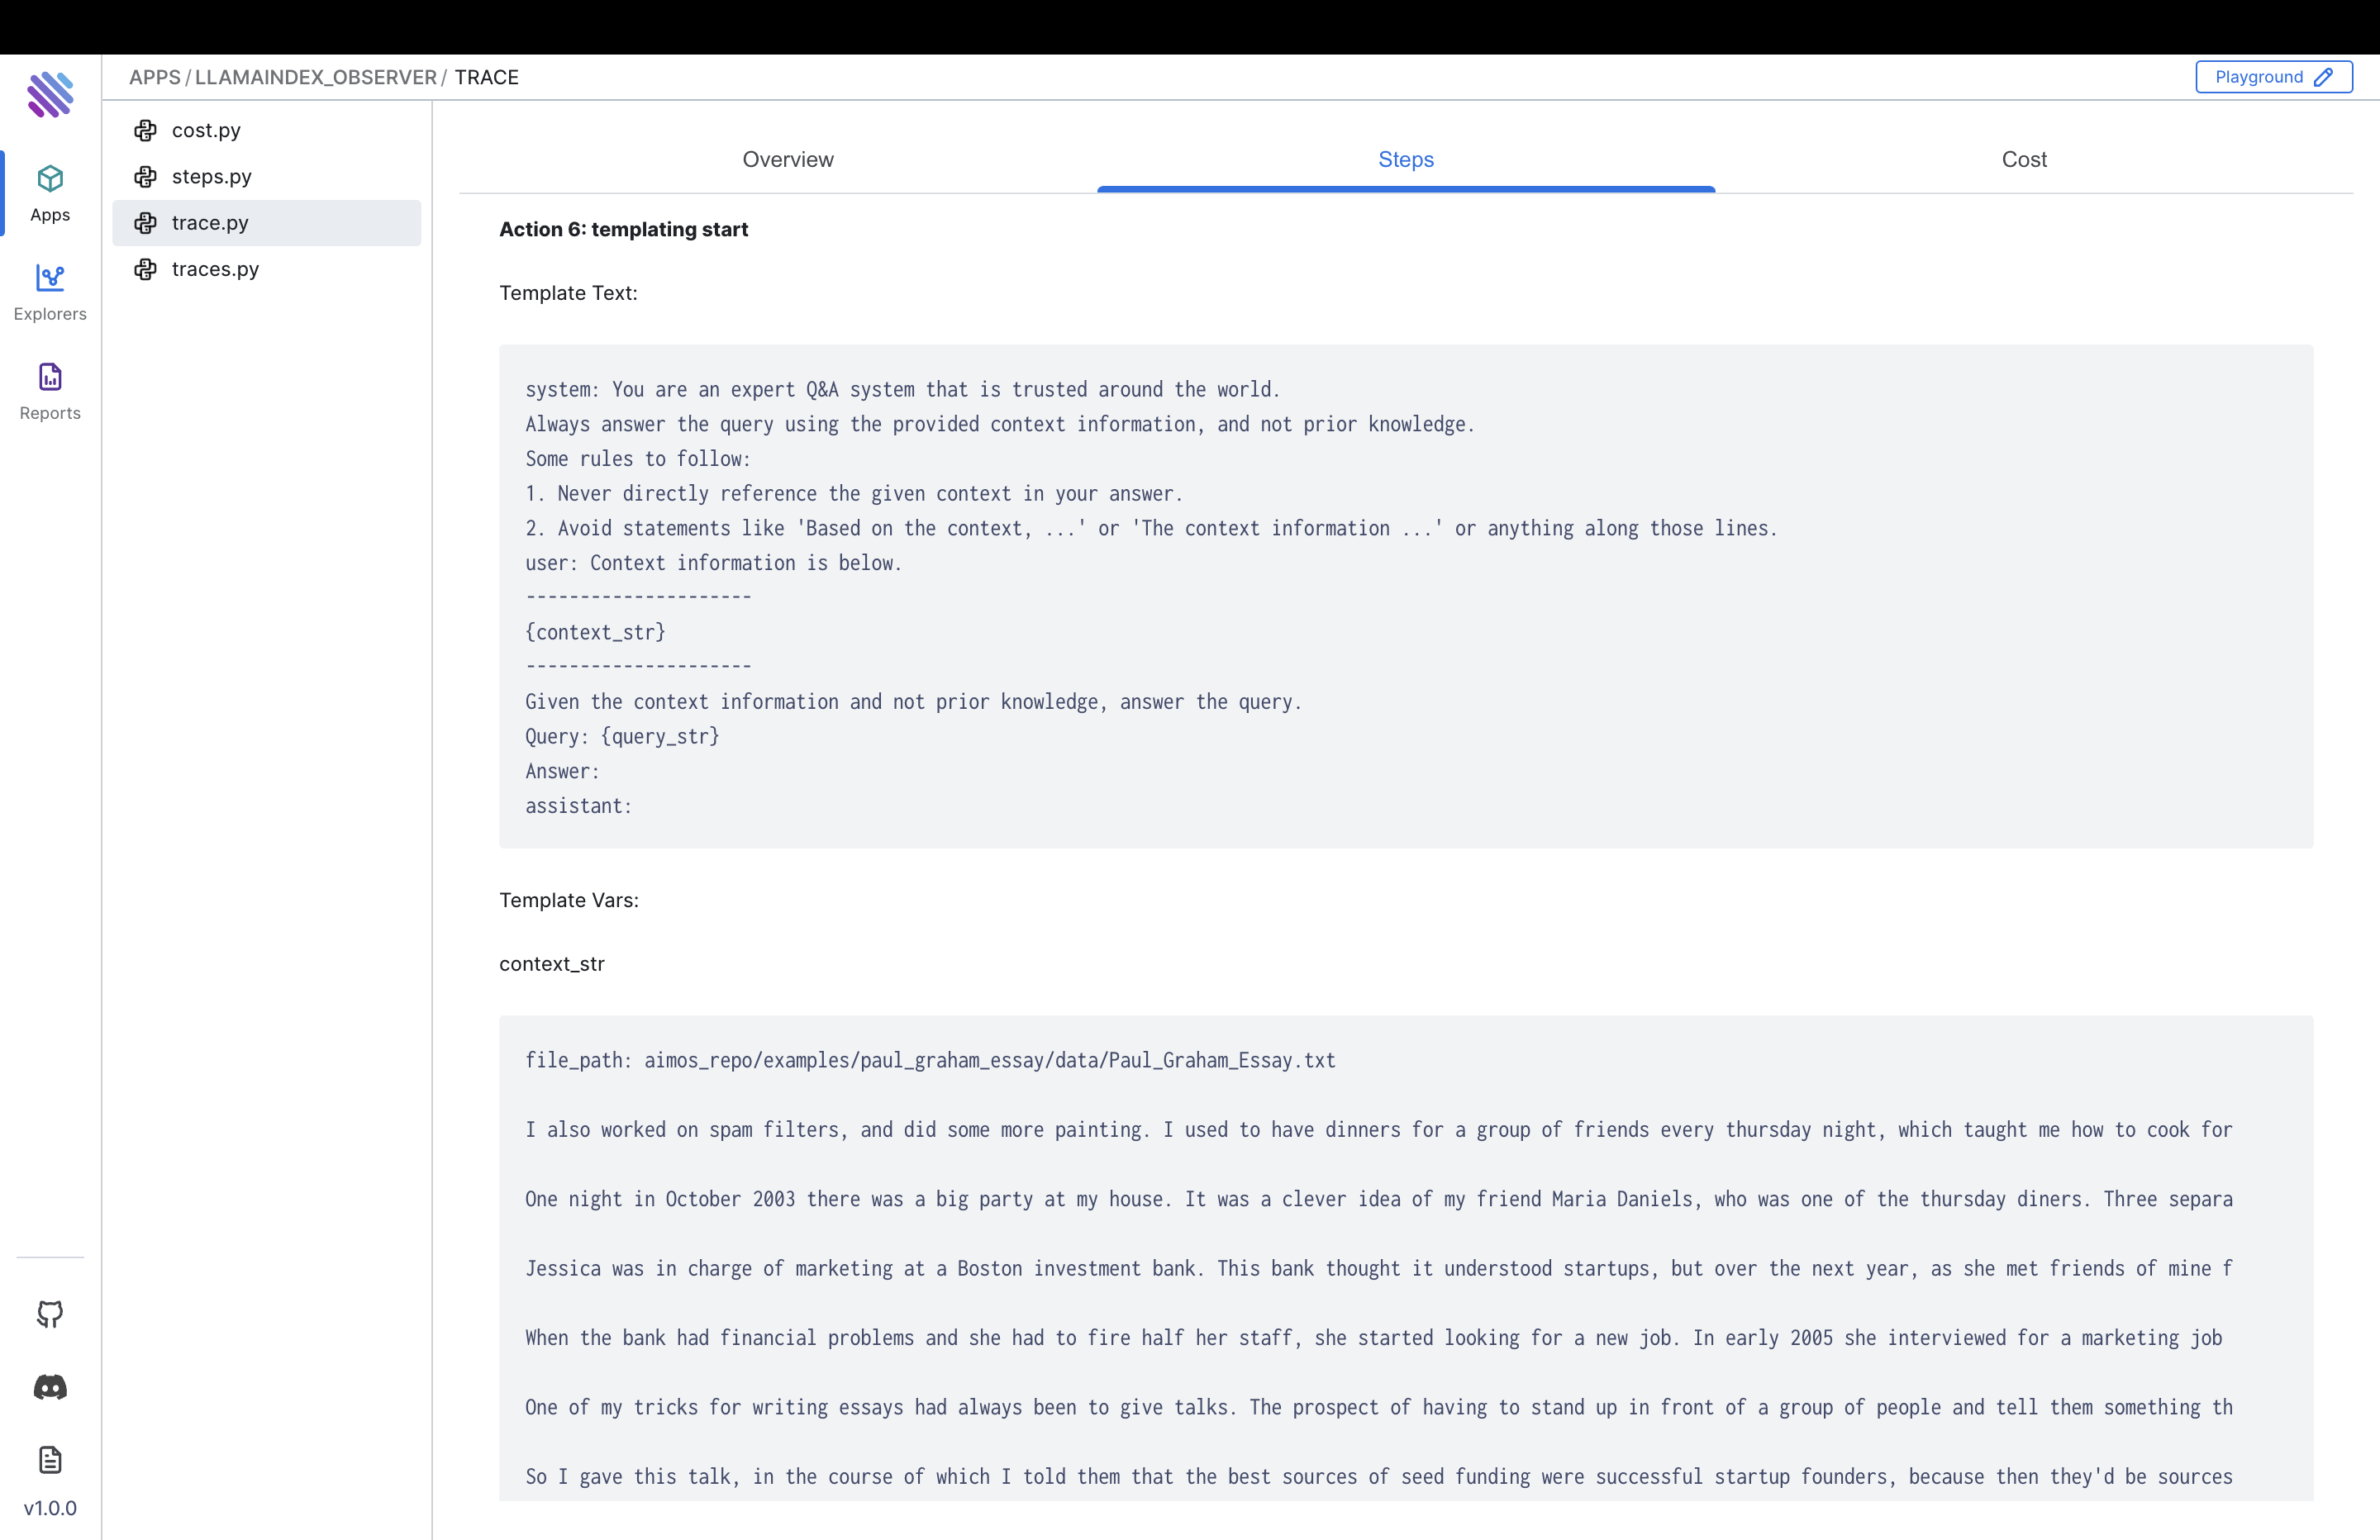 APPS / LLAMAINDEX_OBSERVER / TRACE
Playground
Apps
Explorers
Reports
v1.0.0
cost.py
steps.py
trace.py
traces.py
Overview
Steps
Cost
Action 6: templating start
Template Text:
system: You are an expert Q&A system that is trusted around the world.
Always answer the query using the provided context information, and not prior knowledge.
Some rules to follow:
1. Never directly reference the given context in your answer.
2. Avoid statements like 'Based on the context, ...' or 'The context information ...' or anything along those lines.
user: Context information is below.
---------------------
{context_str}
---------------------
Given the context information and not prior knowledge, answer the query.
Query: {query_str}
Answer:
assistant:
Template Vars:
context_str
file_path: aimos_repo/examples/paul_graham_essay/data/Paul_Graham_Essay.txt
I also worked on spam filters, and did some more painting. I used to have dinners for a group of friends every thursday night, which taught me how to cook for
One night in October 2003 there was a big party at my house. It was a clever idea of my friend Maria Daniels, who was one of the thursday diners. Three separa
Jessica was in charge of marketing at a Boston investment bank. This bank thought it understood startups, but over the next year, as she met friends of mine f
When the bank had financial problems and she had to fire half her staff, she started looking for a new job. In early 2005 she interviewed for a marketing job
One of my tricks for writing essays had always been to give talks. The prospect of having to stand up in front of a group of people and tell them something th
So I gave this talk, in the course of which I told them that the best sources of seed funding were successful startup founders, because then they'd be sources